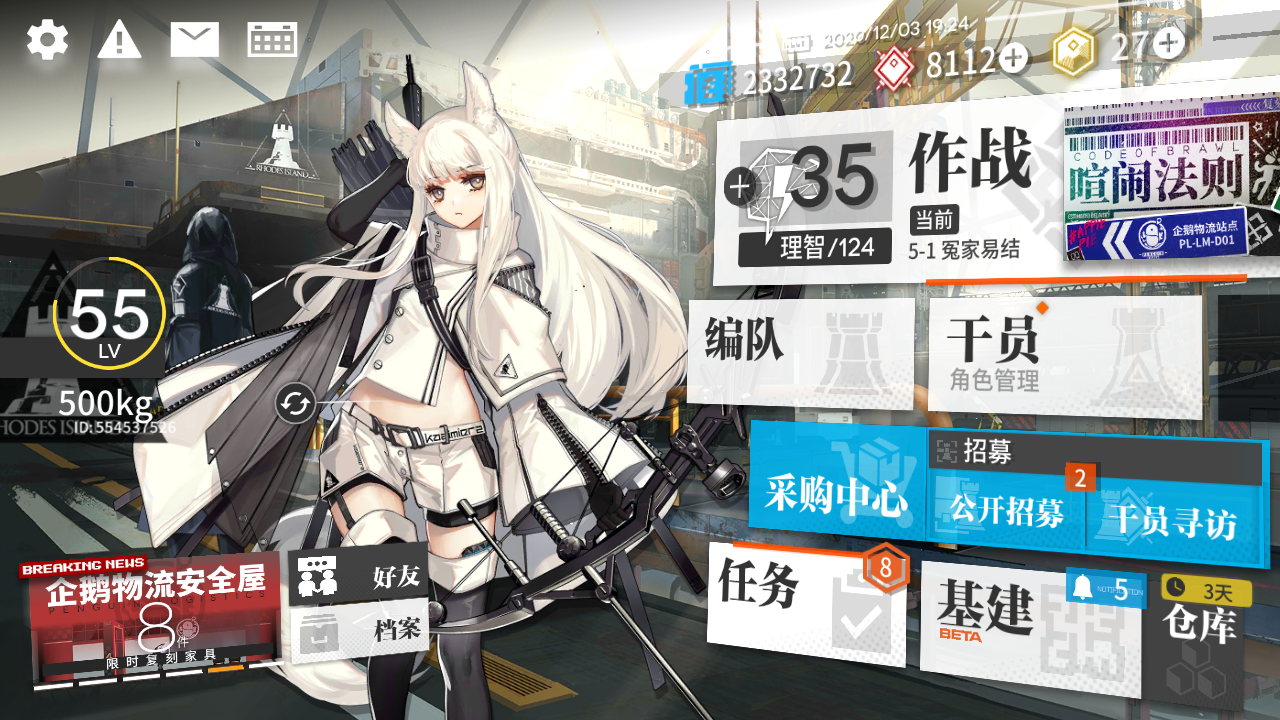 2020/12/03 19:24
2332732
8112
27
35
理智/124
作战
当前
5-1 冤家易结
CODE OF BRAWL
喧闹法则
企鹅物流站点
PL-LM-D01
RHODES ISLAND
55
LV
500kg
ID:554537526
编队
干员
角色管理
kazimierz
采购中心
招募
公开招募
2
干员寻访
BREAKING NEWS
企鹅物流安全屋
PENGUIN LOGISTICS
8件
限时复刻家具
好友
档案
任务
8
基建
BETA
NOTIFICATION
5
3天
仓库